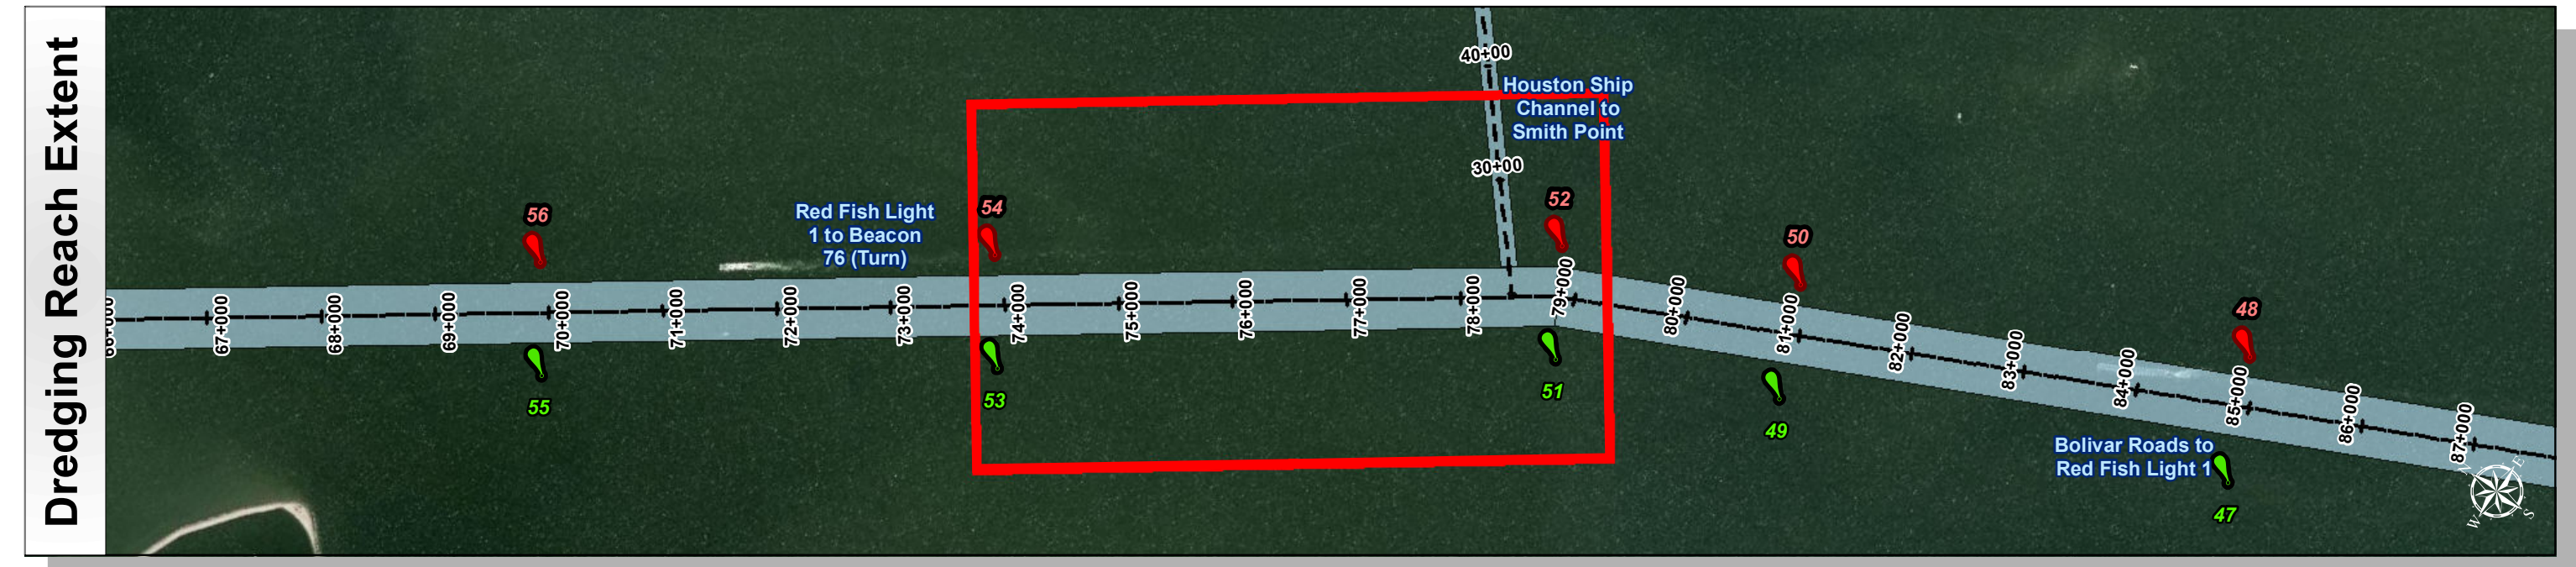 Dredging Reach Extent
40+00
Houston Ship
Channel to
Smith Point
30+00
56
Red Fish Light
1 to Beacon
76 (Turn)
54
52
50
48
66+000
67+000
68+000
69+000
70+000
71+000
72+000
73+000
74+000
75+000
76+000
77+000
78+000
79+000
80+000
81+000
82+000
83+000
84+000
85+000
86+000
87+000
55
53
51
49
Bolivar Roads to
Red Fish Light 1
47
N
E
W
S